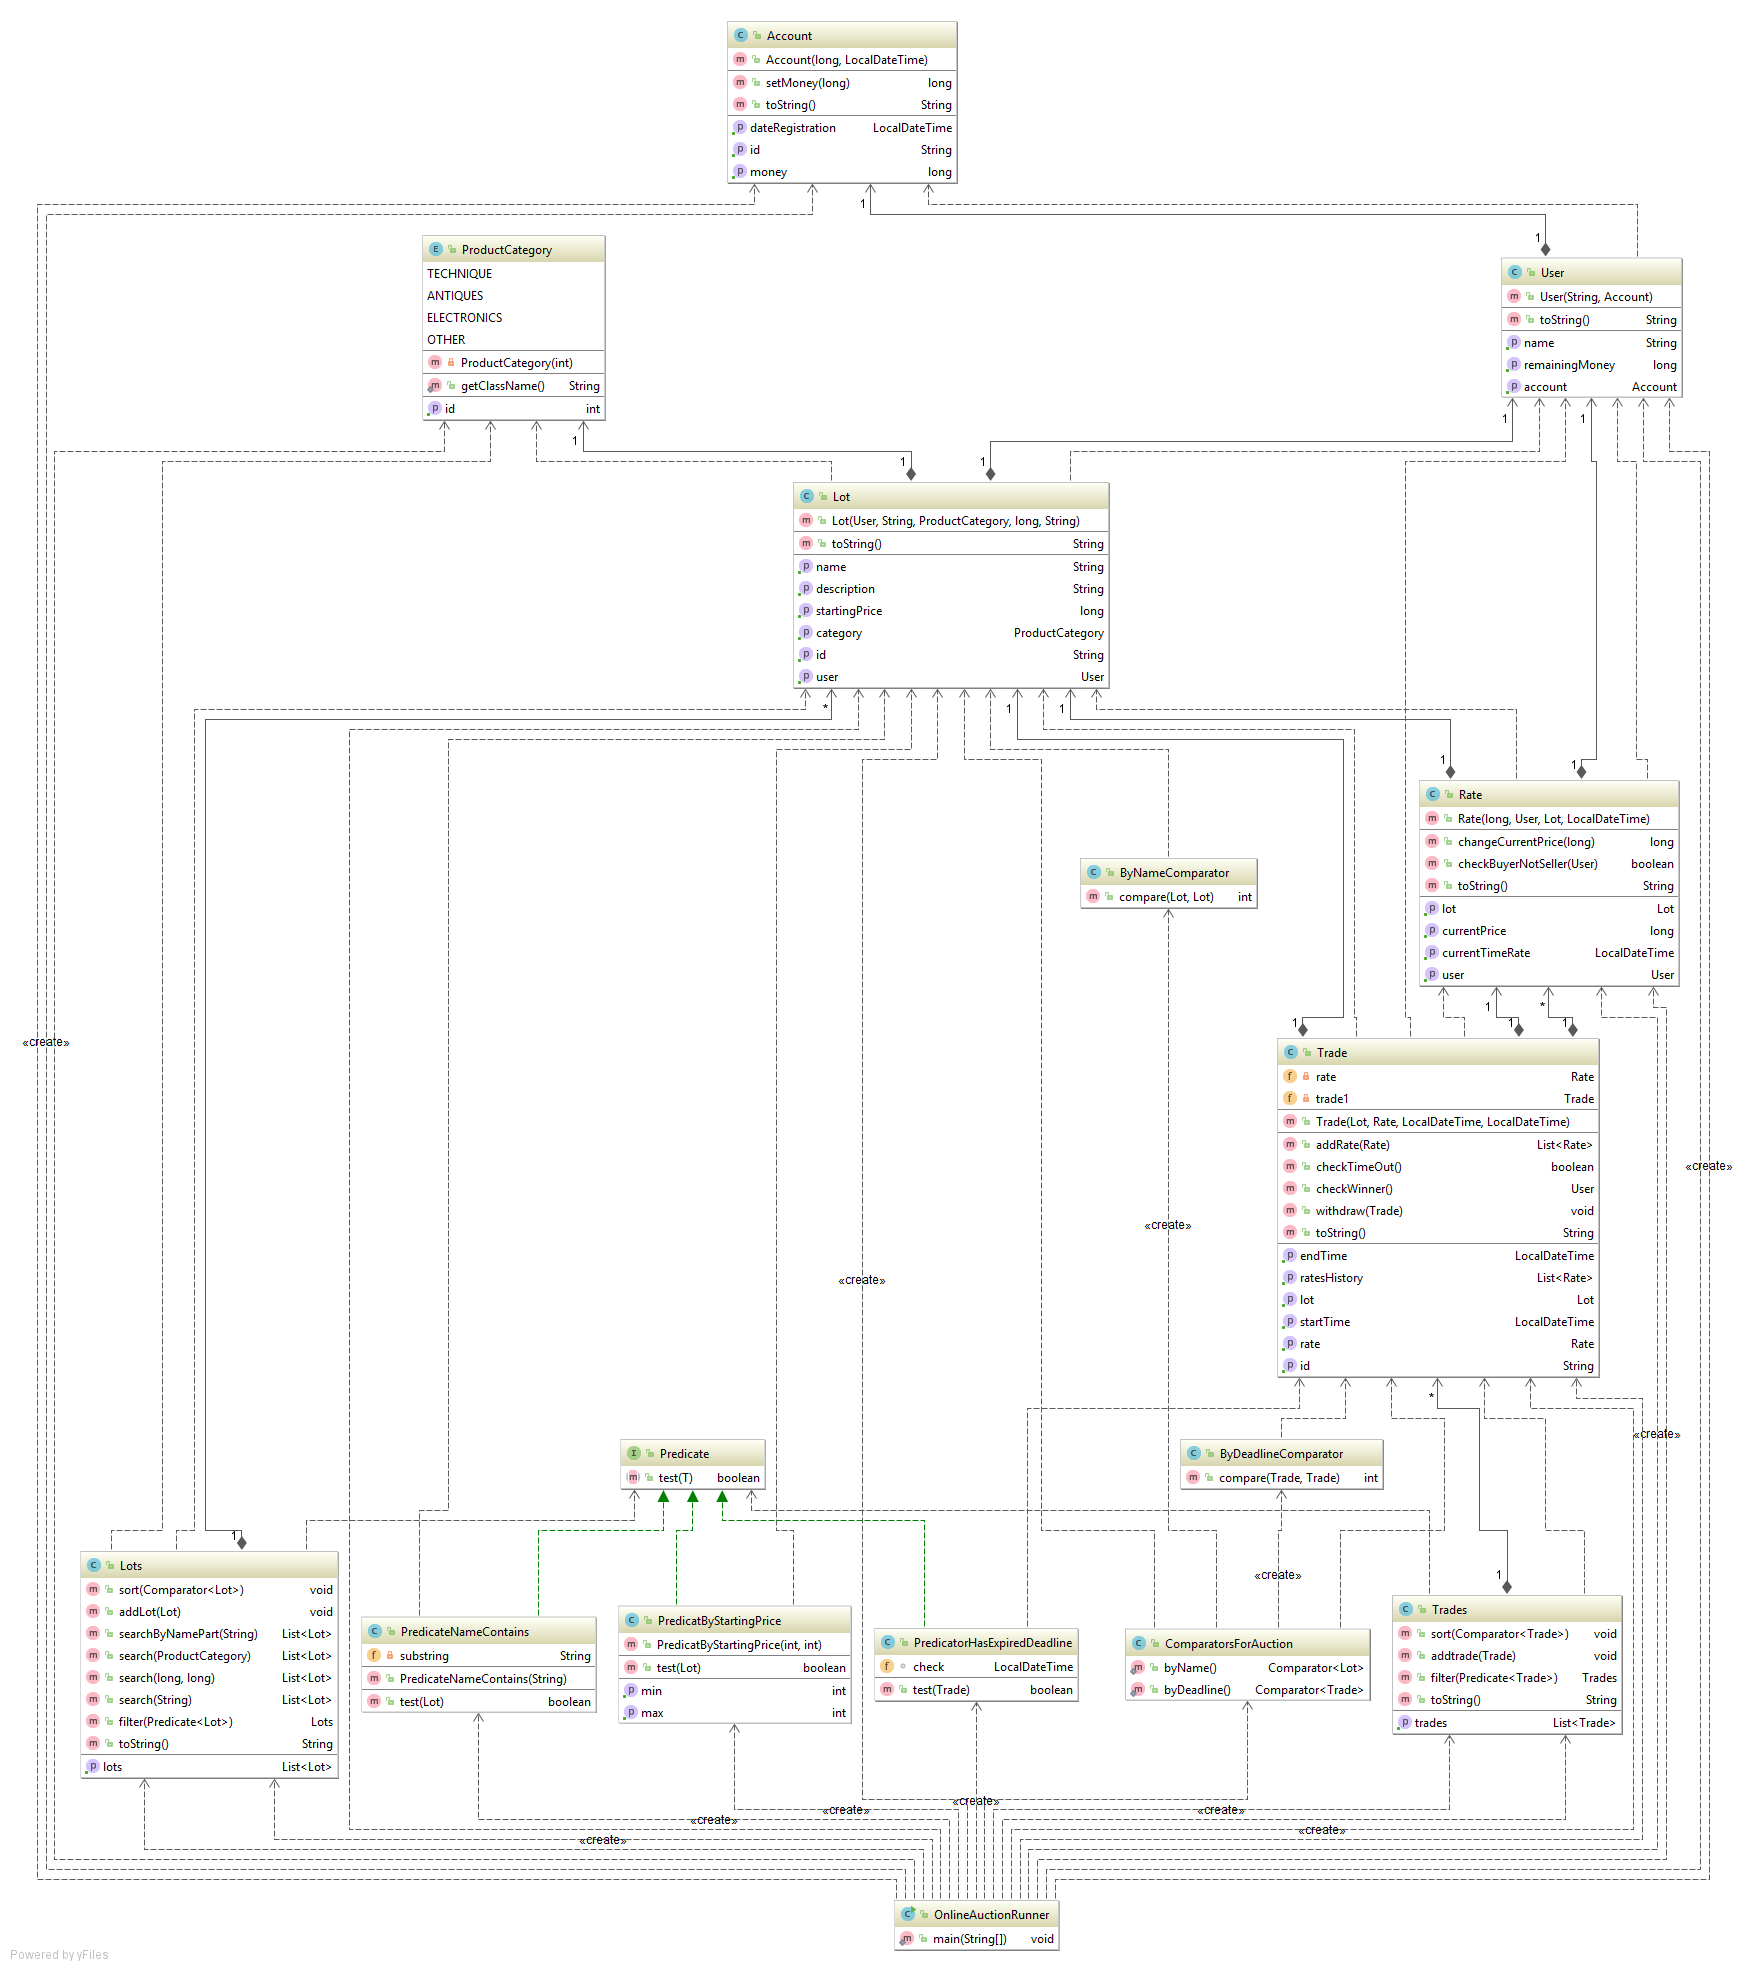 Account
Account(long, LocalDateTime)
setMoney(long) long
toString() String
dateRegistration LocalDateTime
id String
money long
1
1
ProductCategory
TECHNIQUE
ANTIQUES
ELECTRONICS
OTHER
ProductCategory(int)
getClassName() String
id int
User
User(String, Account)
toString() String
name String
remainingMoney long
account Account
1
1
1
1
1
Lot
Lot(User, String, ProductCategory, long, String)
toString() String
name String
description String
startingPrice long
category ProductCategory
id String
user User
*
1
1
1
1
Rate
Rate(long, User, Lot, LocalDateTime)
changeCurrentPrice(long) long
checkBuyerNotSeller(User) boolean
toString() String
lot Lot
currentPrice long
currentTimeRate LocalDateTime
user User
ByNameComparator
compare(Lot, Lot) int
1
*
1
1
1
Trade
rate Rate
trade1 Trade
Trade(Lot, Rate, LocalDateTime, LocalDateTime)
addRate(Rate) List<Rate>
checkTimeOut() boolean
checkWinner() User
withdraw(Trade) void
toString() String
endTime LocalDateTime
ratesHistory List<Rate>
lot Lot
startTime LocalDateTime
rate Rate
id String
«create»
«create»
«create»
«create»
*
«create»
Predicate
test(T) boolean
ByDeadlineComparator
compare(Trade, Trade) int
1
Lots
sort(Comparator<Lot>) void
addLot(Lot) void
searchByNamePart(String) List<Lot>
search(ProductCategory) List<Lot>
search(long, long) List<Lot>
search(String) List<Lot>
filter(Predicate<Lot>) Lots
toString() String
lots List<Lot>
«create»
1
PredicateNameContains
substring String
PredicateNameContains(String)
test(Lot) boolean
PredicatByStartingPrice
PredicatByStartingPrice(int, int)
test(Lot) boolean
min int
max int
PredicatorHasExpiredDeadline
check LocalDateTime
test(Trade) boolean
ComparatorsForAuction
byName() Comparator<Lot>
byDeadline() Comparator<Trade>
Trades
sort(Comparator<Trade>) void
addtrade(Trade) void
filter(Predicate<Trade>) Trades
toString() String
trades List<Trade>
«create»
«create»
«create»
«create»
«create»
«create»
OnlineAuctionRunner
main(String[]) void
Powered by yFiles